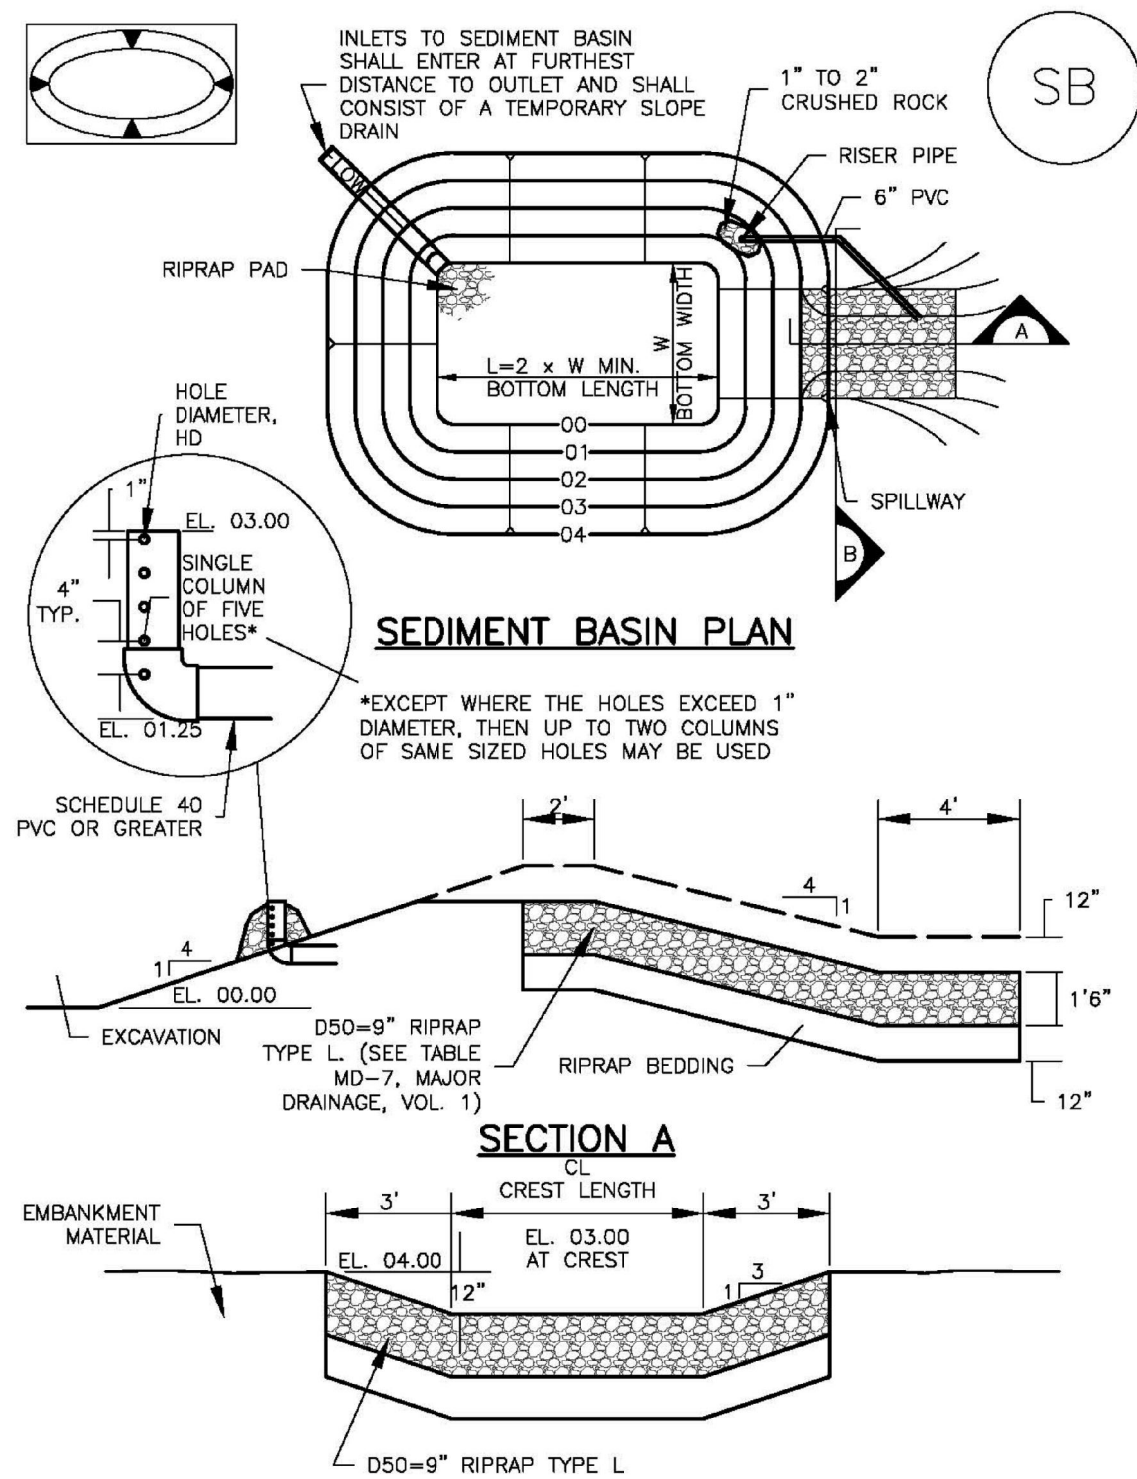 INLETS TO SEDIMENT BASIN
SHALL ENTER AT FURTHEST
DISTANCE TO OUTLET AND SHALL
CONSIST OF A TEMPORARY SLOPE
DRAIN
1" TO 2"
CRUSHED ROCK
SB
RISER PIPE
6" PVC
FLOW
RIPRAP PAD
W
BOTTOM WIDTH
L=2 x W MIN.
BOTTOM LENGTH
A
00
01
02
03
04
SPILLWAY
B
HOLE
DIAMETER,
HD
1"
EL. 03.00
4"
TYP.
SINGLE
COLUMN
OF FIVE
HOLES*
EL. 01.25
SEDIMENT BASIN PLAN
*EXCEPT WHERE THE HOLES EXCEED 1"
DIAMETER, THEN UP TO TWO COLUMNS
OF SAME SIZED HOLES MAY BE USED
SCHEDULE 40
PVC OR GREATER
2'
4'
4
1
12"
4
1
EL. 00.00
EXCAVATION
1'6"
D50=9" RIPRAP
TYPE L. (SEE TABLE
MD-7, MAJOR
DRAINAGE, VOL. 1)
RIPRAP BEDDING
12"
SECTION A
CL
CREST LENGTH
3'
3'
EMBANKMENT
MATERIAL
EL. 04.00
EL. 03.00
AT CREST
12"
3
1
D50=9" RIPRAP TYPE L